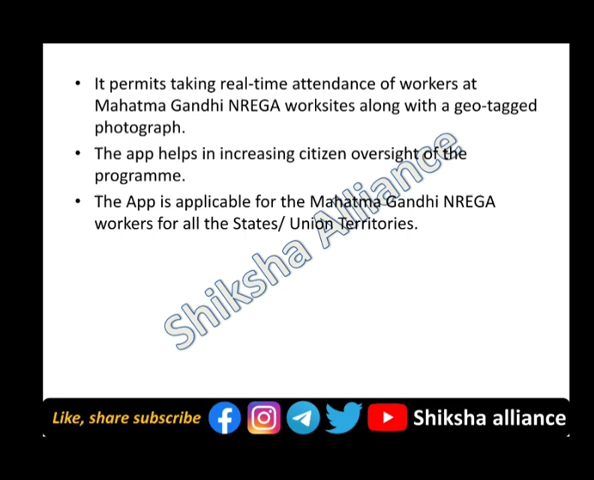 • It permits taking real-time attendance of workers at
Mahatma Gandhi NREGA worksites along with a geo-tagged
photograph.
• The app helps in increasing citizen oversight of the
programme.
• The App is applicable for the Mahatma Gandhi NREGA
workers for all the States/ Union Territories.
Shiksha Alliance
Like, share subscribe
Shiksha alliance